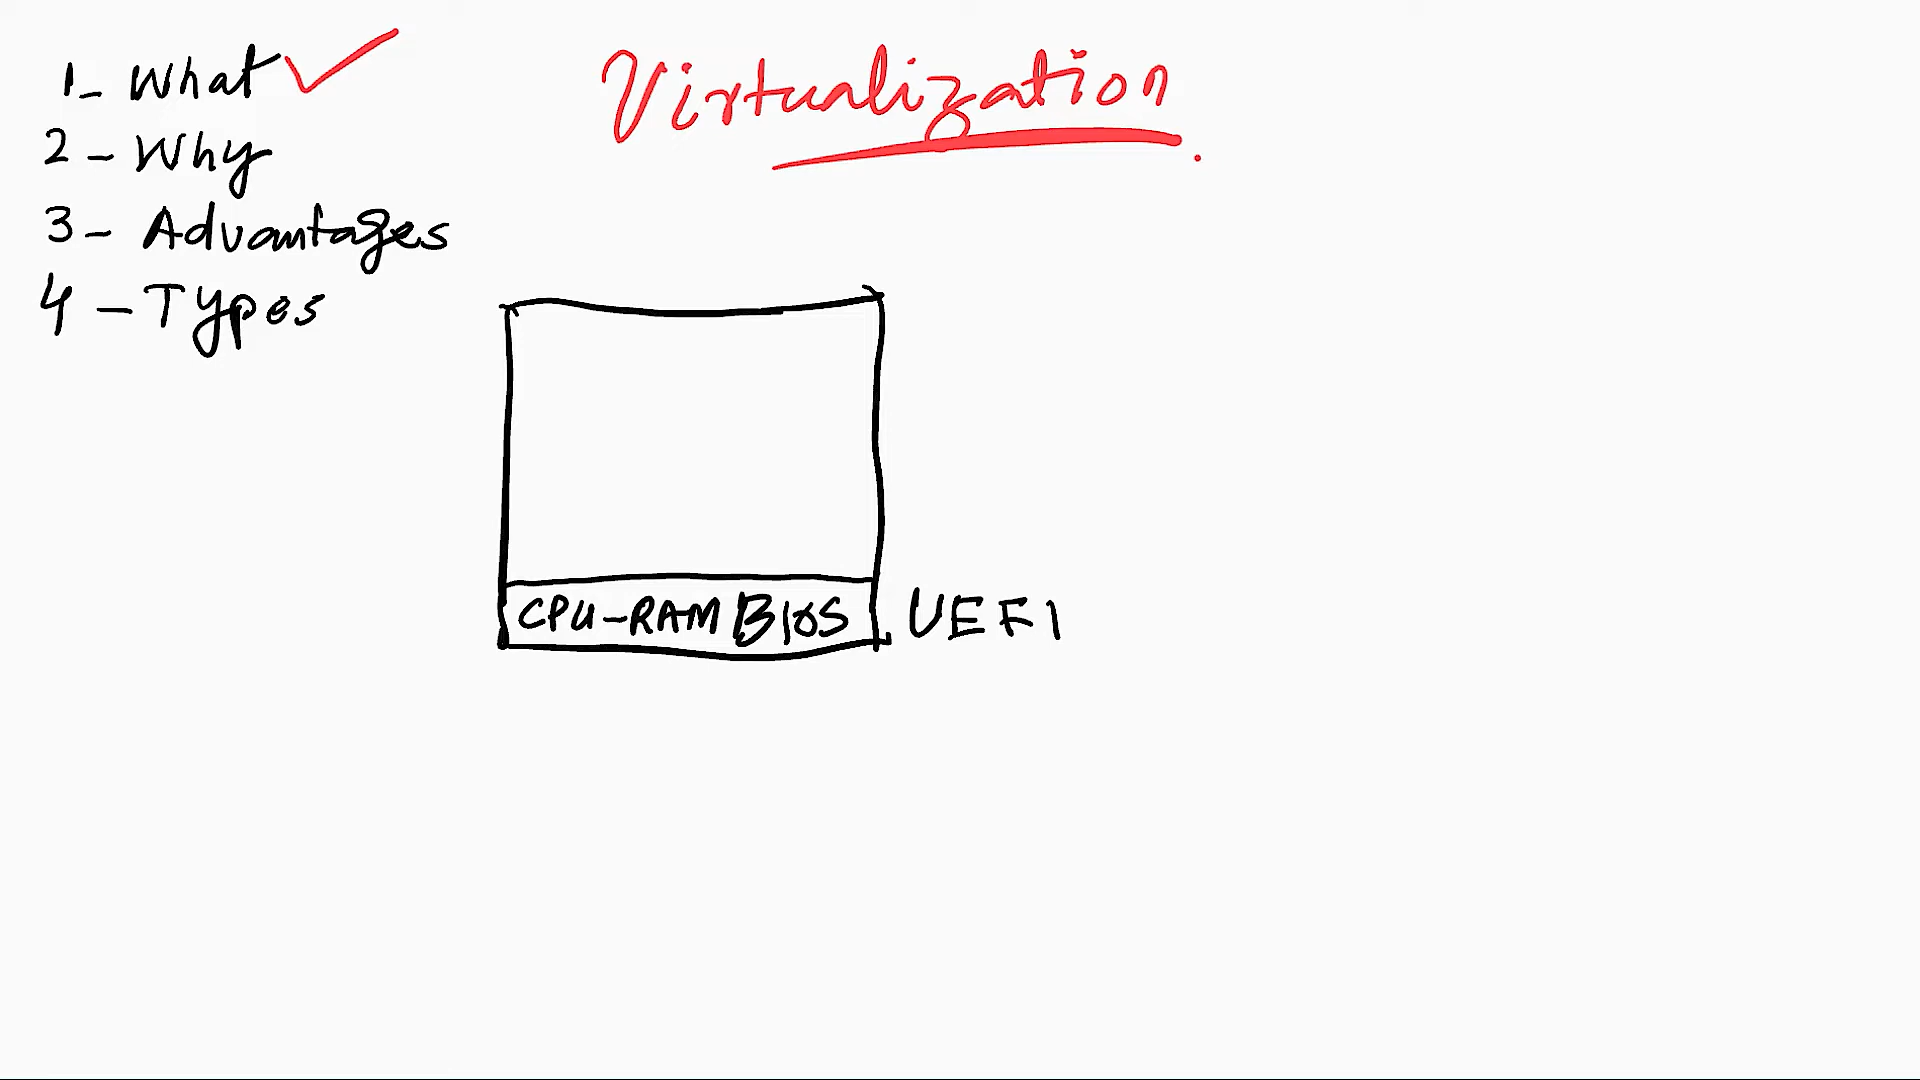 Virtualization
1- What
2 - Why
3 - Advantages
4 - Types
CPU-RAM BIOS UEFI